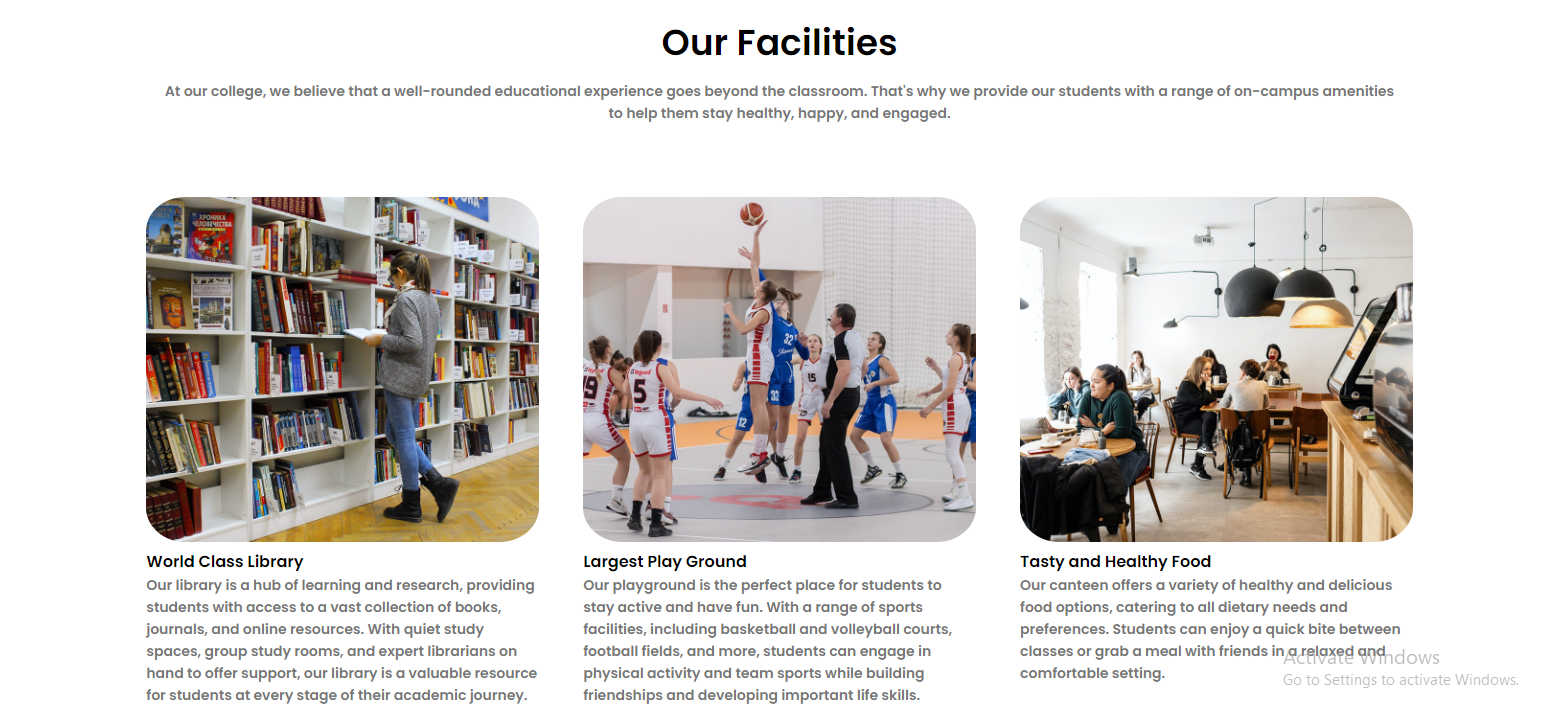 Our Facilities
At our college, we believe that a well-rounded educational experience goes beyond the classroom. That's why we provide our students with a range of on-campus amenities
to help them stay healthy, happy, and engaged.
ХРОНИКА
ЧЕЛОВЕЧЕСТВА
32
32
15
19
5
12
World Class Library
Our library is a hub of learning and research, providing
students with access to a vast collection of books,
journals, and online resources. With quiet study
spaces, group study rooms, and expert librarians on
hand to offer support, our library is a valuable resource
for students at every stage of their academic journey.
Largest Play Ground
Our playground is the perfect place for students to
stay active and have fun. With a range of sports
facilities, including basketball and volleyball courts,
football fields, and more, students can engage in
physical activity and team sports while building
friendships and developing important life skills.
Tasty and Healthy Food
Our canteen offers a variety of healthy and delicious
food options, catering to all dietary needs and
preferences. Students can enjoy a quick bite between
classes or grab a meal with friends in a relaxed and
comfortable setting.
Activate Windows
Go to Settings to activate Windows.